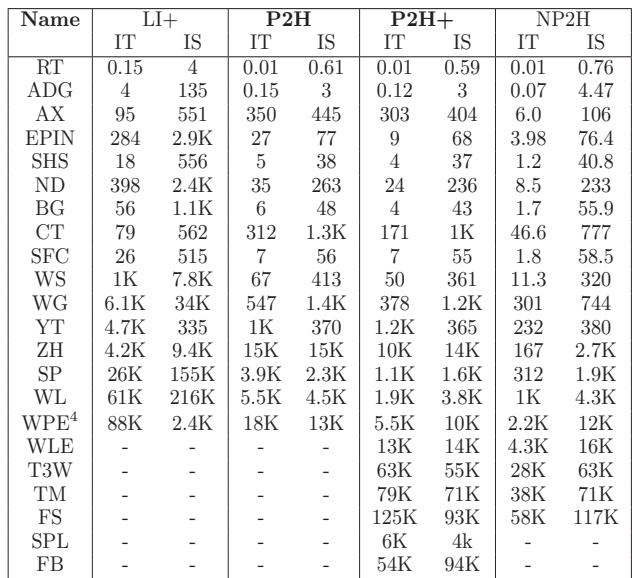 Name LI+ P2H P2H+ NP2H
IT IS IT IS IT IS IT IS
RT 0.15 4 0.01 0.61 0.01 0.59 0.01 0.76
ADG 4 135 0.15 3 0.12 3 0.07 4.47
AX 95 551 350 445 303 404 6.0 106
EPIN 284 2.9K 27 77 9 68 3.98 76.4
SHS 18 556 5 38 4 37 1.2 40.8
ND 398 2.4K 35 263 24 236 8.5 233
BG 56 1.1K 6 48 4 43 1.7 55.9
CT 79 562 312 1.3K 171 1K 46.6 777
SFC 26 515 7 56 7 55 1.8 58.5
WS 1K 7.8K 67 413 50 361 11.3 320
WG 6.1K 34K 547 1.4K 378 1.2K 301 744
YT 4.7K 335 1K 370 1.2K 365 232 380
ZH 4.2K 9.4K 15K 15K 10K 14K 167 2.7K
SP 26K 155K 3.9K 2.3K 1.1K 1.6K 312 1.9K
WL 61K 216K 5.5K 4.5K 1.9K 3.8K 1K 4.3K
WPE⁴ 88K 2.4K 18K 13K 5.5K 10K 2.2K 12K
WLE - - - - 13K 14K 4.3K 16K
T3W - - - - 63K 55K 28K 63K
TM - - - - 79K 71K 38K 71K
FS - - - - 125K 93K 58K 117K
SPL - - - - 6K 4k - -
FB - - - - 54K 94K - -